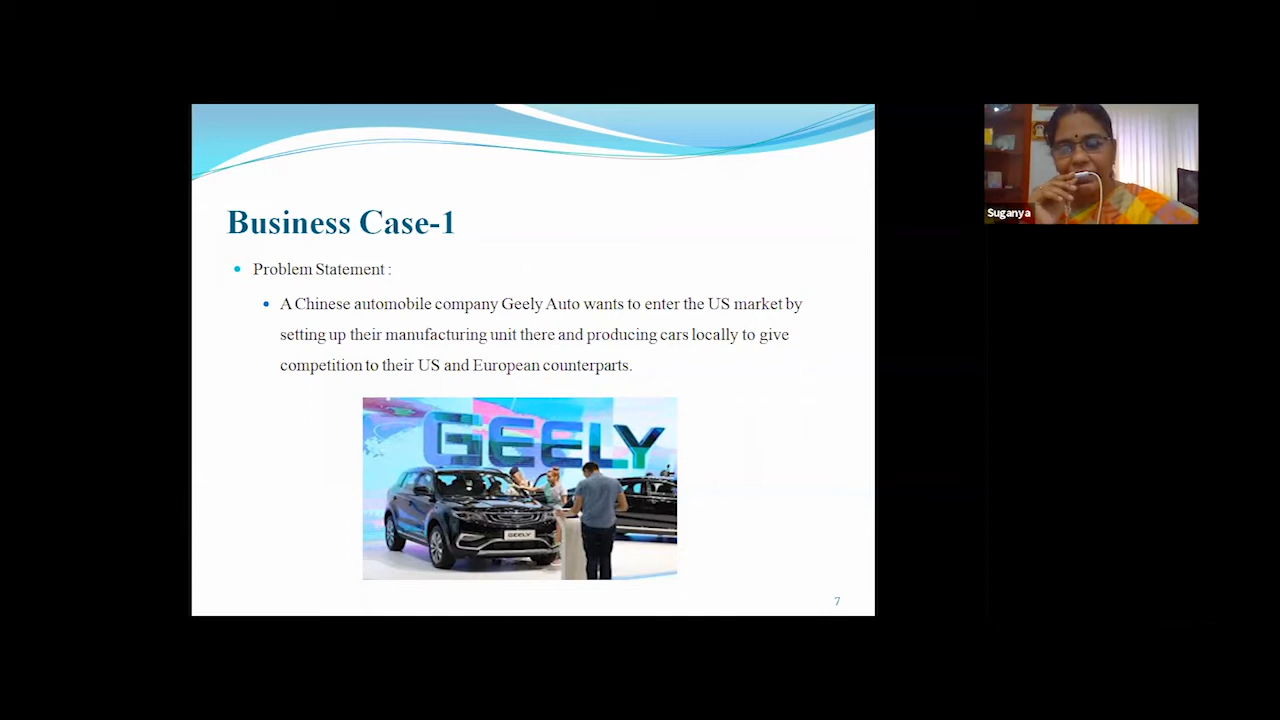 Business Case-1
Problem Statement :
A Chinese automobile company Geely Auto wants to enter the US market by
setting up their manufacturing unit there and producing cars locally to give
competition to their US and European counterparts.
GEELY
GEELY
7
Suganya